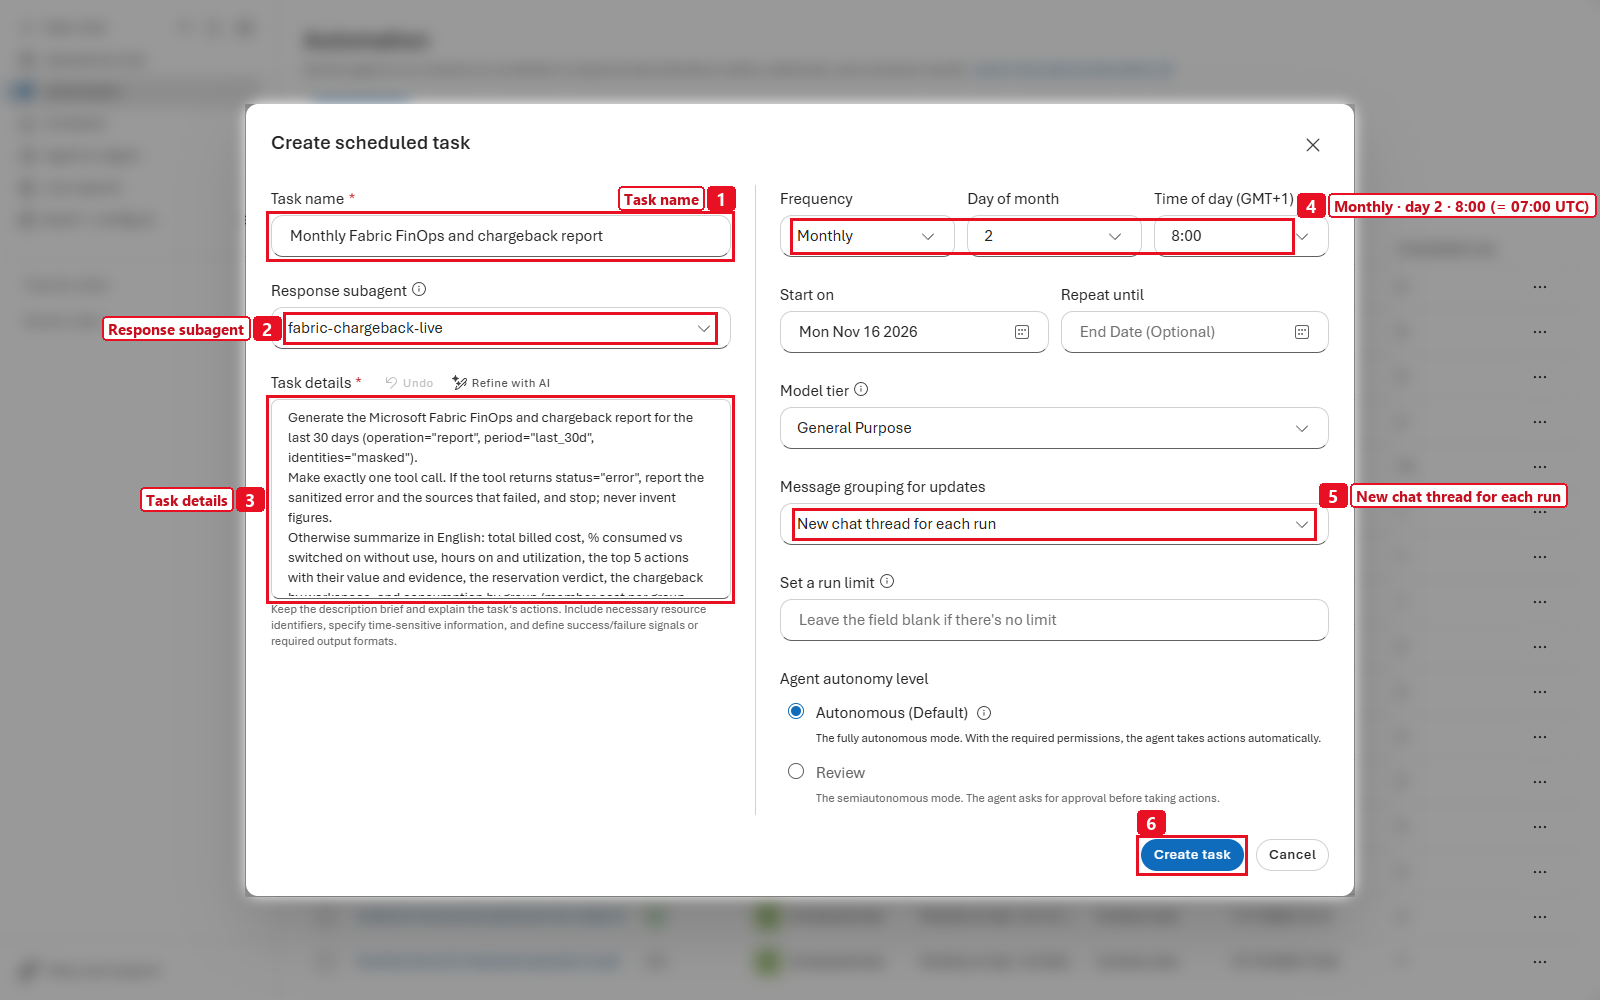 Create scheduled task
Task name *
Task name 1
Monthly Fabric FinOps and chargeback report
Response subagent
Response subagent 2
fabric-chargeback-live
Task details *
Undo
Refine with AI
Task details 3
Generate the Microsoft Fabric FinOps and chargeback report for the
last 30 days (operation="report", period="last_30d",
identities="masked").
Make exactly one tool call. If the tool returns status="error", report the
sanitized error and the sources that failed, and stop; never invent
figures.
Otherwise summarize in English: total billed cost, % consumed vs
switched on without use, hours on and utilization, the top 5 actions
with their value and evidence, the reservation verdict, the chargeback
by workspace, and consumption by group (member cost per group
Keep the description brief and explain the task's actions. Include necessary resource
identifiers, specify time-sensitive information, and define success/failure signals or
required output formats.
Frequency
Day of month
Time of day (GMT+1)
4 Monthly · day 2 · 8:00 (= 07:00 UTC)
Monthly
2
8:00
Start on
Repeat until
Mon Nov 16 2026
End Date (Optional)
Model tier
General Purpose
Message grouping for updates
5 New chat thread for each run
New chat thread for each run
Set a run limit
Leave the field blank if there's no limit
Agent autonomy level
Autonomous (Default)
The fully autonomous mode. With the required permissions, the agent takes actions automatically.
Review
The semiautonomous mode. The agent asks for approval before taking actions.
6
Create task
Cancel